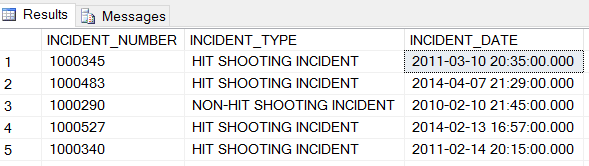 Results Messages
INCIDENT_NUMBER INCIDENT_TYPE INCIDENT_DATE
1 1000345 HIT SHOOTING INCIDENT 2011-03-10 20:35:00.000
2 1000483 HIT SHOOTING INCIDENT 2014-04-07 21:29:00.000
3 1000290 NON-HIT SHOOTING INCIDENT 2010-02-10 21:45:00.000
4 1000527 HIT SHOOTING INCIDENT 2014-02-13 16:57:00.000
5 1000340 HIT SHOOTING INCIDENT 2011-02-14 20:15:00.000